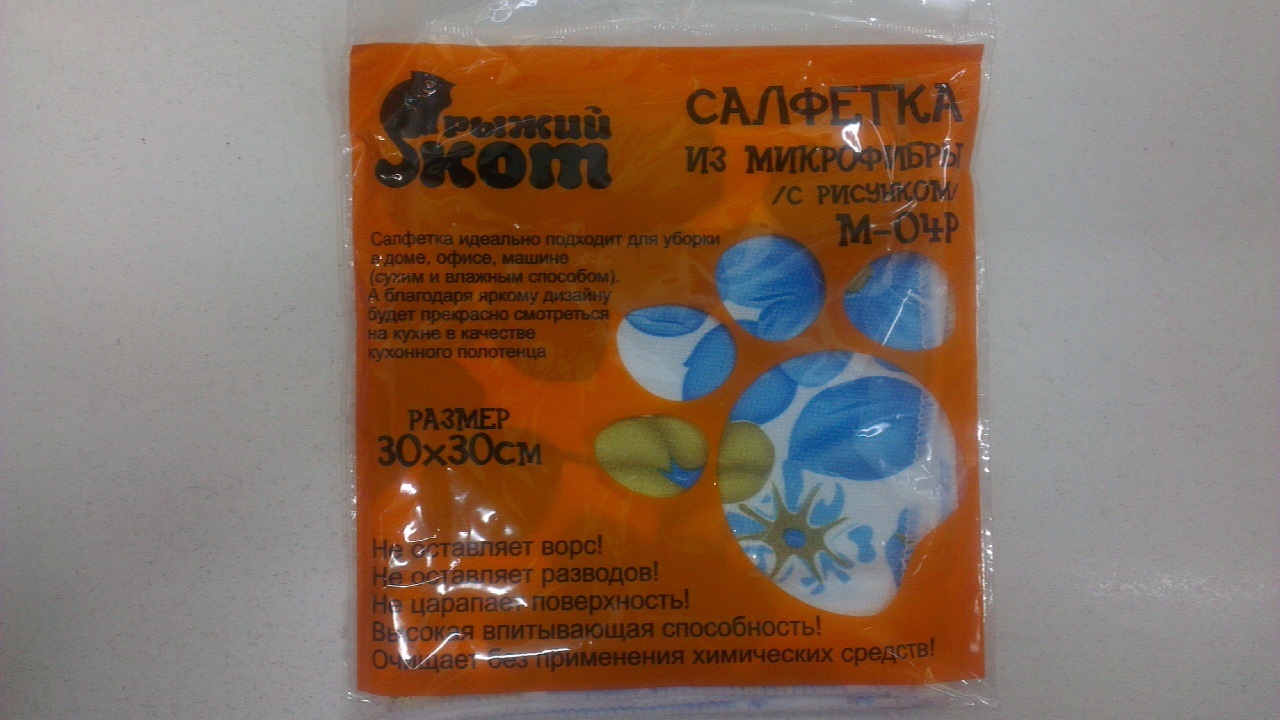 Рыжий
кот
САЛФЕТКА
ИЗ МИКРОФИБРЫ
/С РИСУНКОМ/
М-04Р
Салфетка идеально подходит для уборки
в доме, офисе, машине
(сухим и влажным способом).
А благодаря яркому дизайну
будет прекрасно смотреться
на кухне в качестве
кухонного полотенца
РАЗМЕР
30х30СМ
Не оставляет ворс!
Не оставляет разводов!
Не царапает поверхность!
Высокая впитывающая способность!
Очищает без применения химических средств!